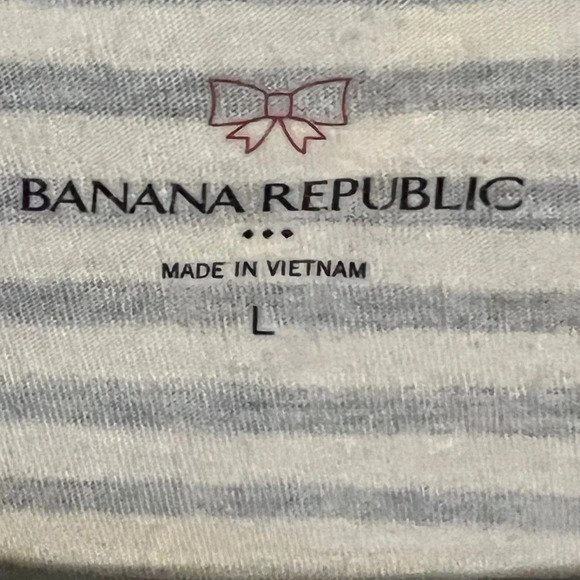 BANANA REPUBLIC
•••
MADE IN VIETNAM
L